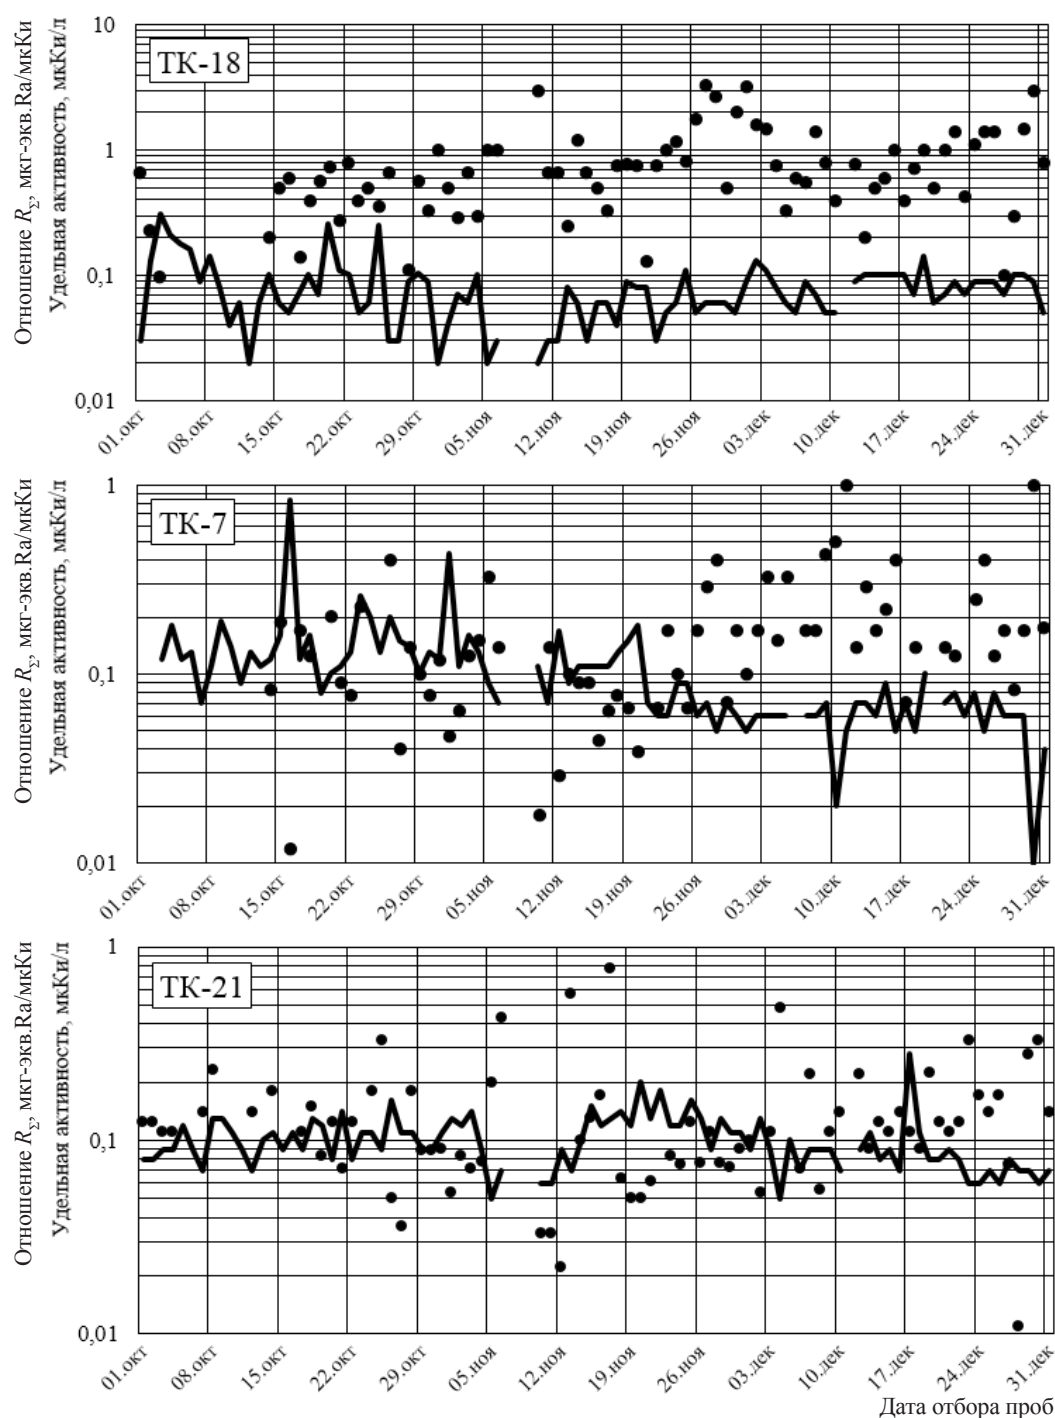 Отношение R_Σ, мкг-экв.Ra/мкКи
Удельная активность, мкКи/л
ТК-18
10
1
0,1
0,01
01.окт 08.окт 15.окт 22.окт 29.окт 05.ноя 12.ноя 19.ноя 26.ноя 03.дек 10.дек 17.дек 24.дек 31.дек
Отношение R_Σ, мкг-экв.Ra/мкКи
Удельная активность, мкКи/л
ТК-7
1
0,1
0,01
01.окт 08.окт 15.окт 22.окт 29.окт 05.ноя 12.ноя 19.ноя 26.ноя 03.дек 10.дек 17.дек 24.дек 31.дек
Отношение R_Σ, мкг-экв.Ra/мкКи
Удельная активность, мкКи/л
ТК-21
1
0,1
0,01
01.окт 08.окт 15.окт 22.окт 29.окт 05.ноя 12.ноя 19.ноя 26.ноя 03.дек 10.дек 17.дек 24.дек 31.дек
Дата отбора проб